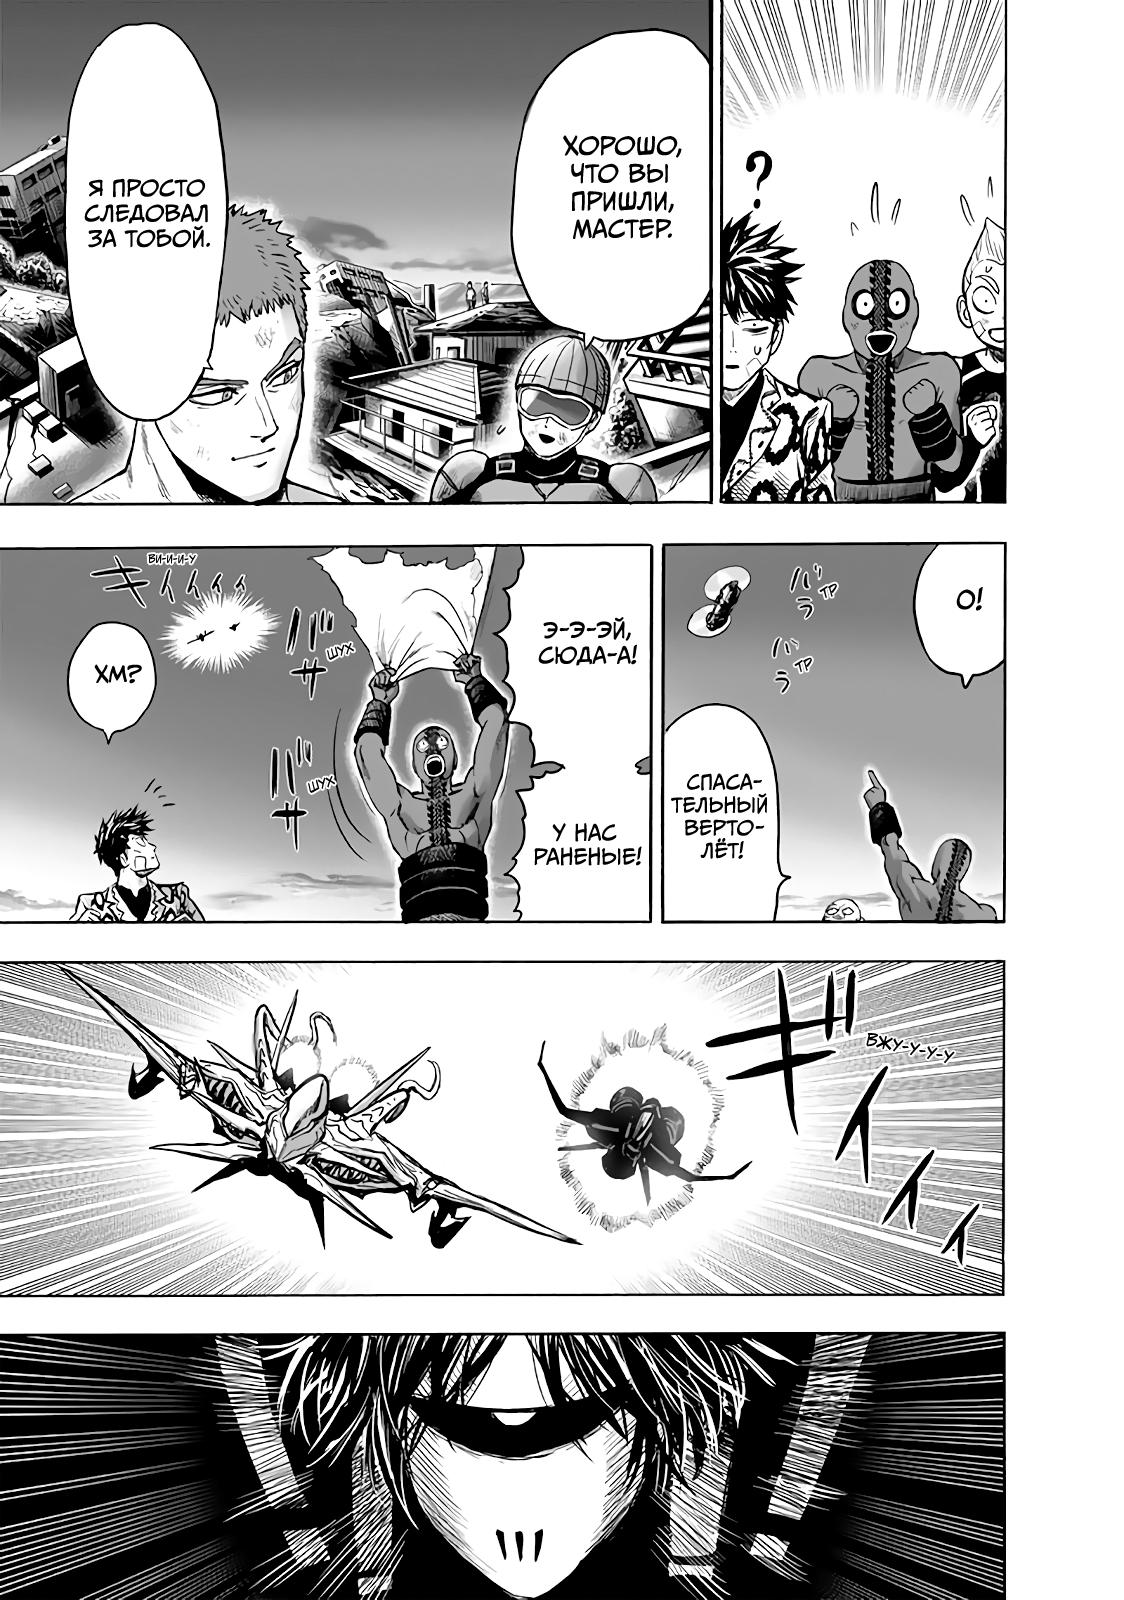 ?
ХОРОШО,
ЧТО ВЫ
ПРИШЛИ,
МАСТЕР.
Я ПРОСТО
СЛЕДОВАЛ
ЗА ТОБОЙ.
О!
バラ
ТР
バラ
ТР
СПАСА-
ТЕЛЬНЫЙ
ВЕРТО-
ЛЁТ!
Э-Э-ЭЙ,
СЮДА-А!
У НАС
РАНЕНЫЕ!
バサ
ШУХ
バサ
ШУХ
ВИ-И-И-У
キイイイイ
ХМ?
ギイイイ
ВЖУ-У-У-У